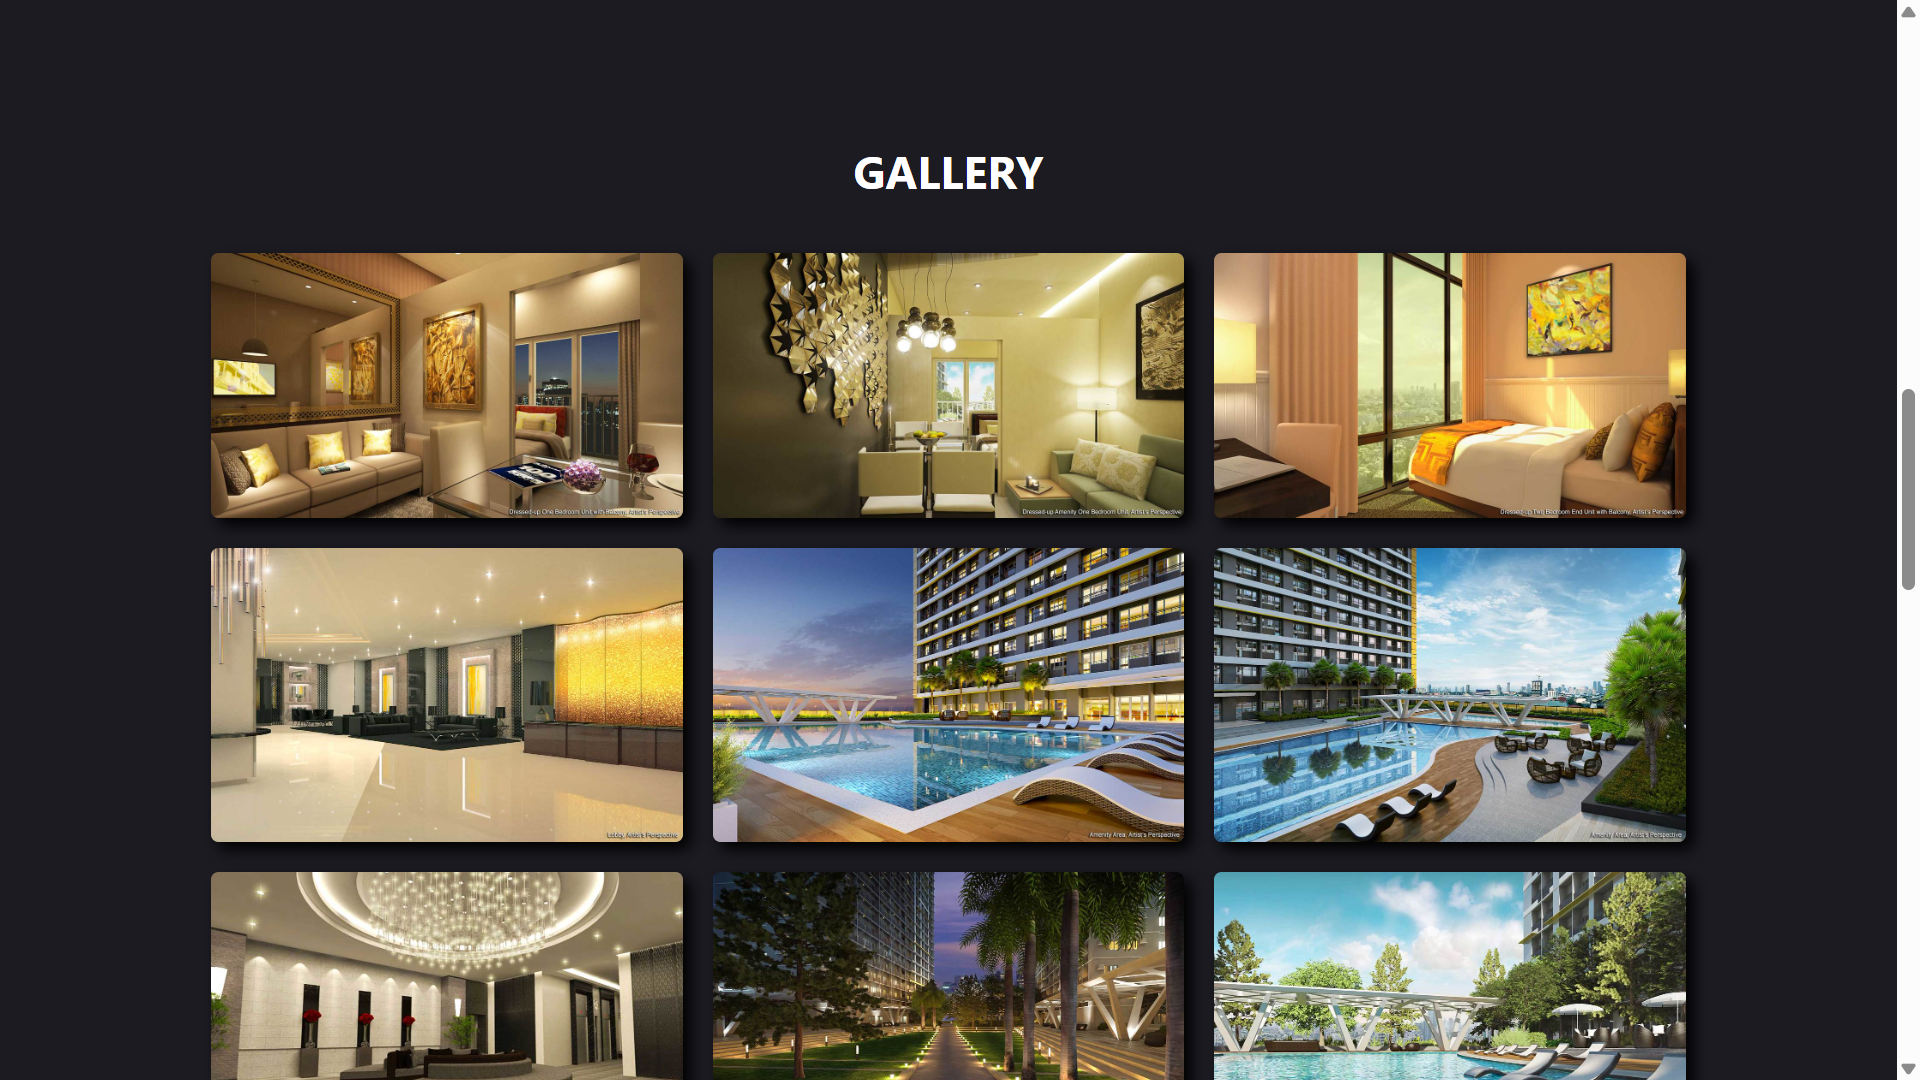 GALLERY
Dressed-up One Bedroom Unit with Balcony, Artist's Perspective
Dressed-up Amenity One Bedroom Unit, Artist's Perspective
Dressed-up Two Bedroom End Unit with Balcony, Artist's Perspective
Lobby, Artist's Perspective
Amenity Area, Artist's Perspective
Amenity Area, Artist's Perspective